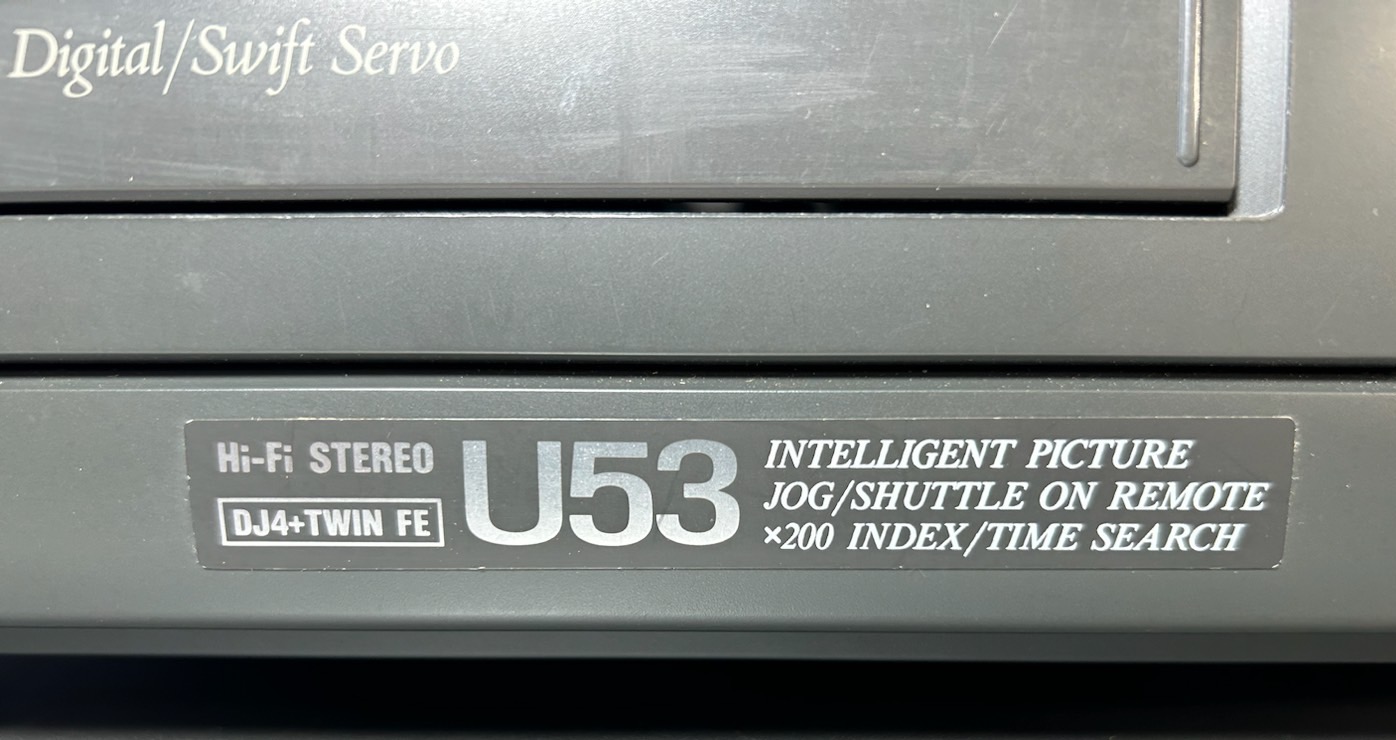 Digital/Swift Servo
Hi-Fi STEREO
DJ4+TWIN FE
U53
INTELLIGENT PICTURE
JOG/SHUTTLE ON REMOTE
×200 INDEX/TIME SEARCH